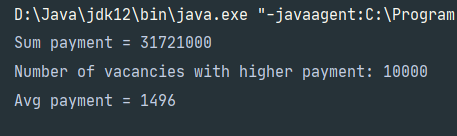 D:\Java\jdk12\bin\java.exe "-javaagent:C:\Program
Sum payment = 31721000
Number of vacancies with higher payment: 10000
Avg payment = 1496